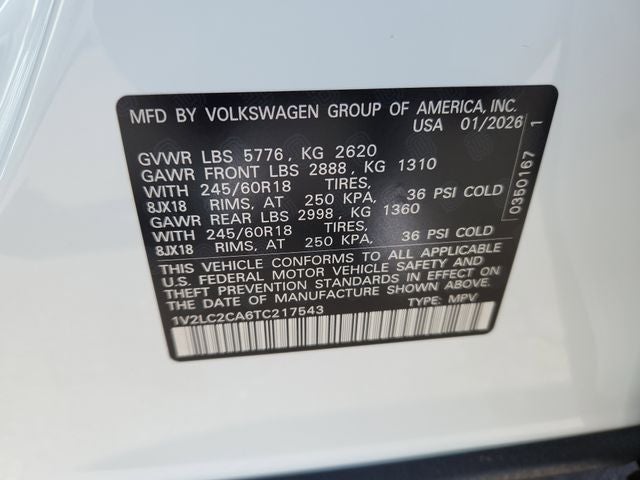 MFD BY VOLKSWAGEN GROUP OF AMERICA, INC.
USA 01/2026
GVWR LBS 5776, KG 2620
GAWR FRONT LBS 2888, KG 1310
WITH 245/60R18 TIRES,
8JX18 RIMS, AT 250 KPA, 36 PSI COLD
GAWR REAR LBS 2998, KG 1360
WITH 245/60R18 TIRES,
8JX18 RIMS, AT 250 KPA, 36 PSI COLD
THIS VEHICLE CONFORMS TO ALL APPLICABLE
U.S. FEDERAL MOTOR VEHICLE SAFETY AND
THEFT PREVENTION STANDARDS IN EFFECT ON
THE DATE OF MANUFACTURE SHOWN ABOVE.
1V2LC2CA6TC217543 TYPE: MPV
0350167 1